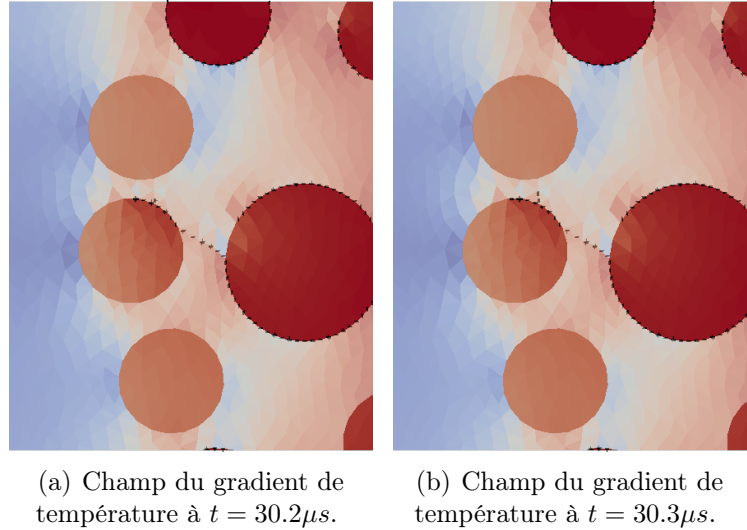 (a) Champ du gradient de
température à t = 30.2μs.
(b) Champ du gradient de
température à t = 30.3μs.